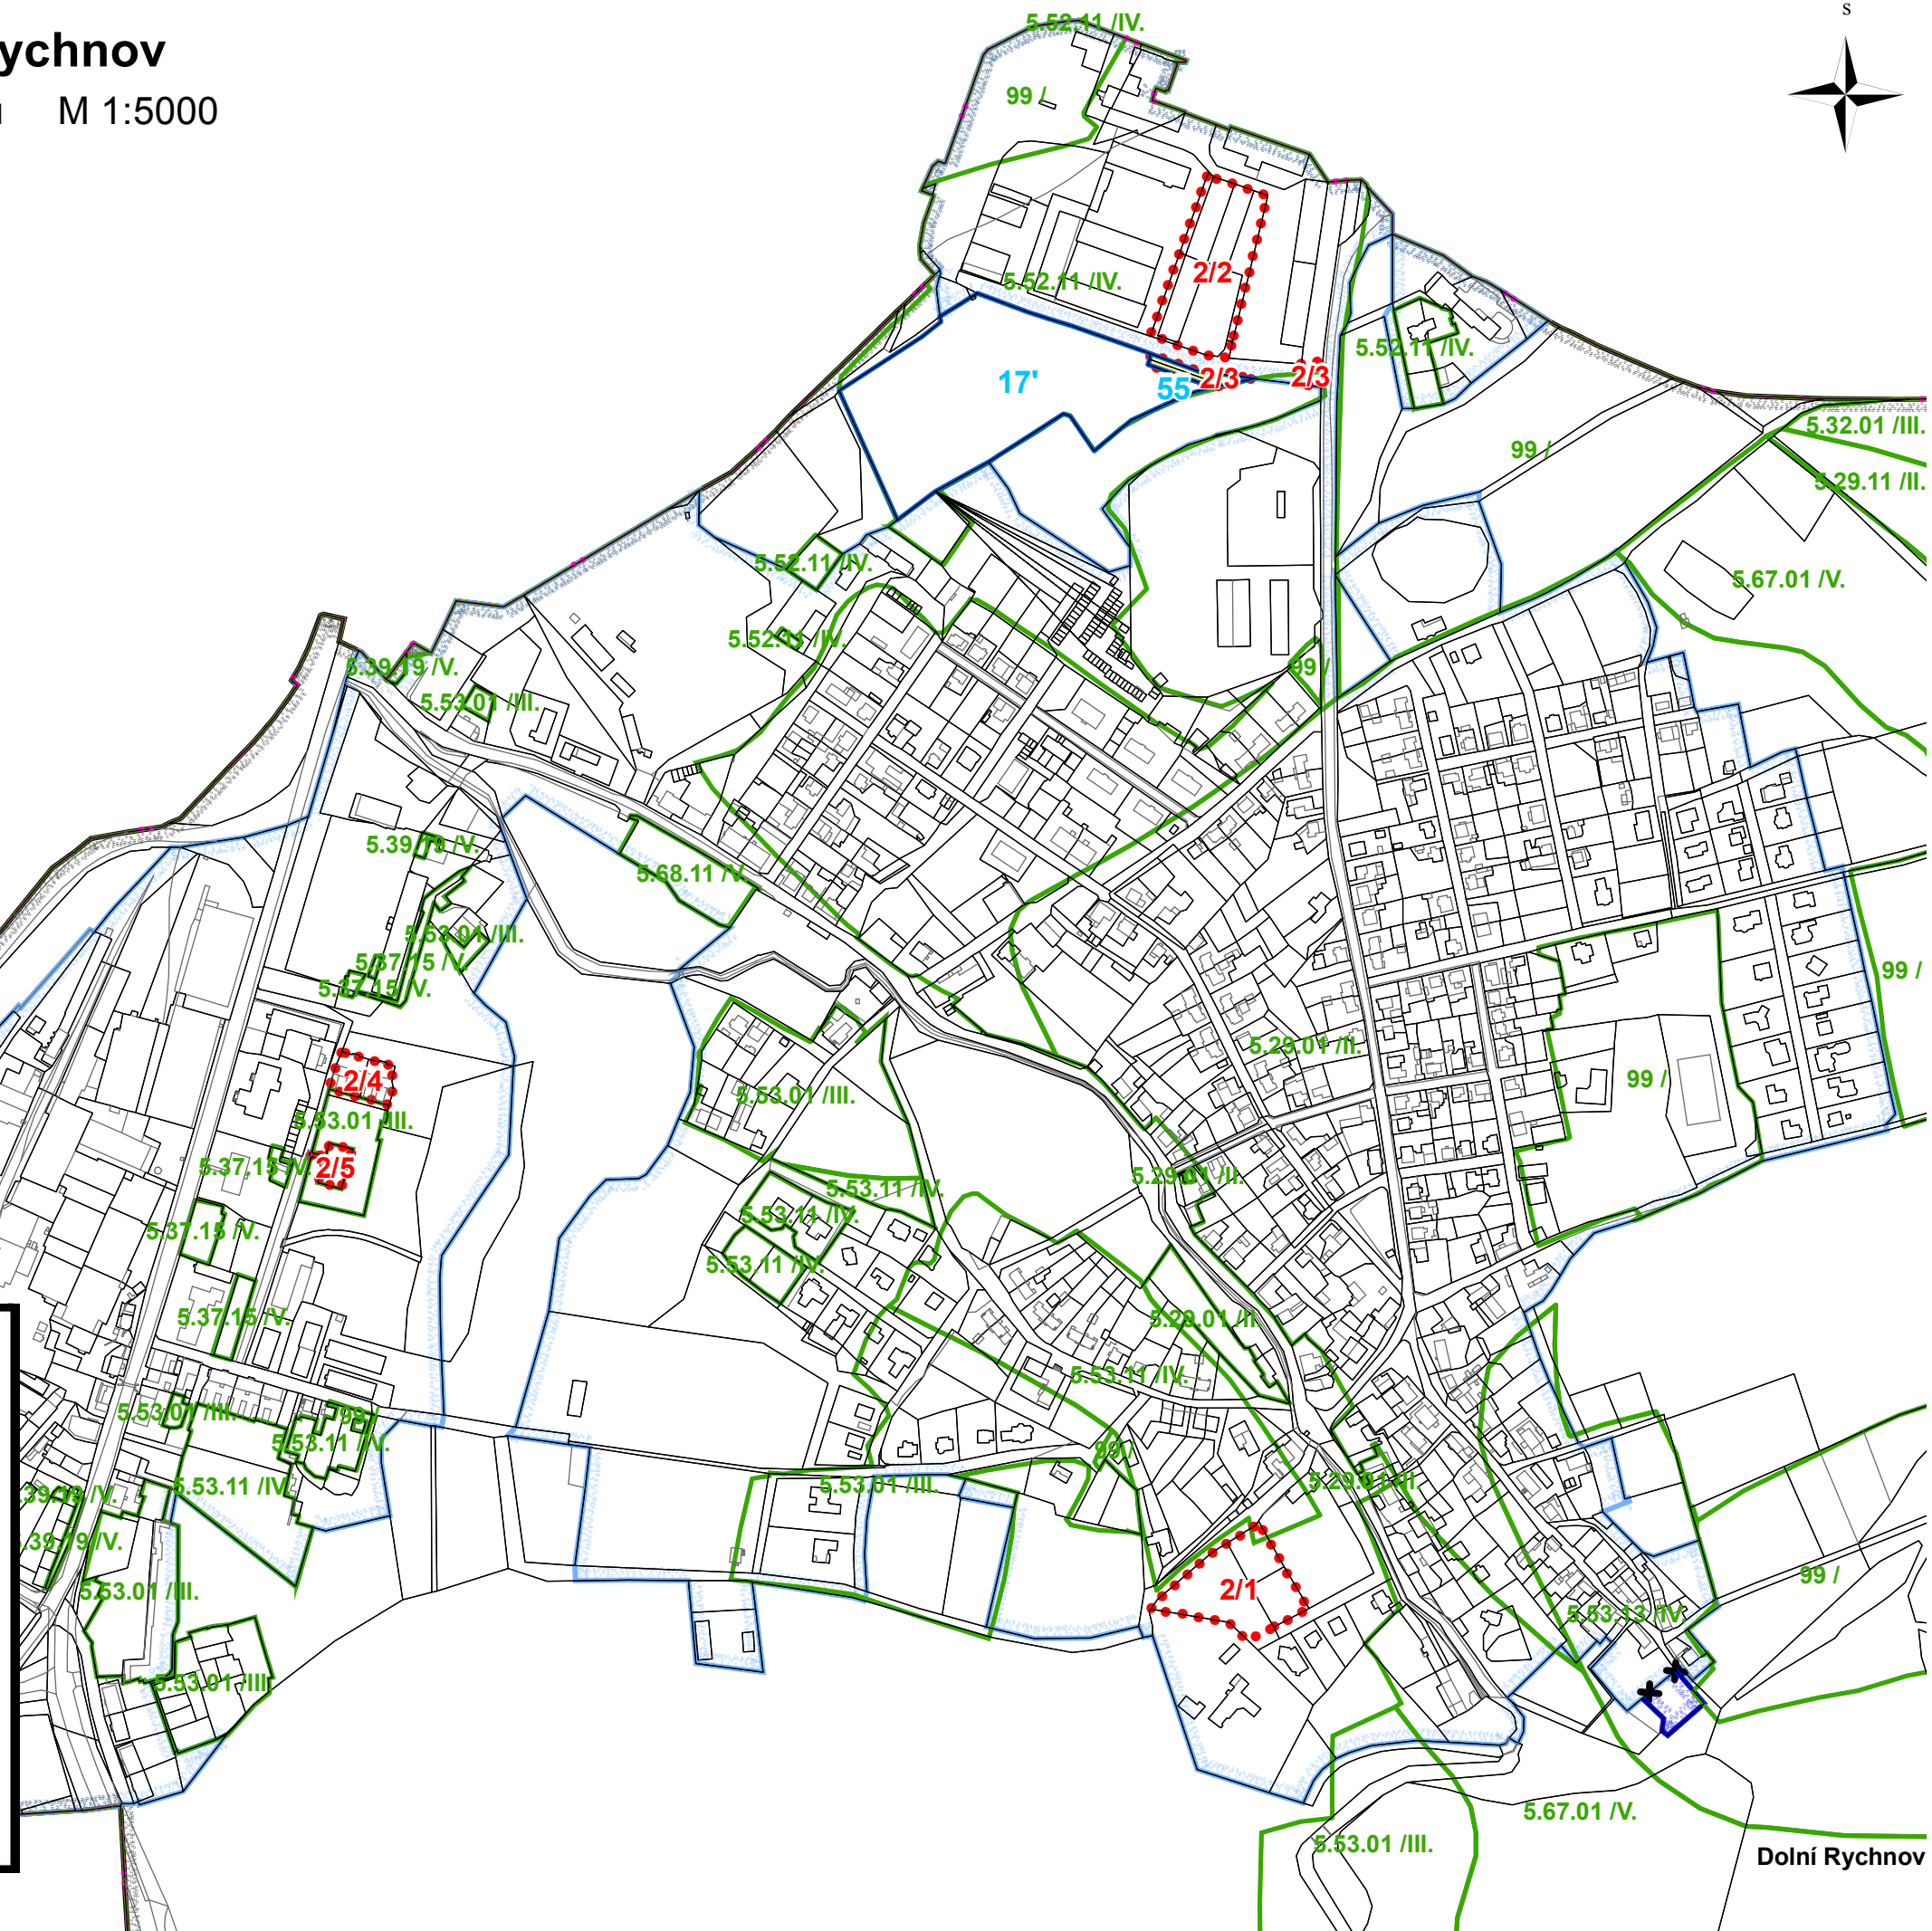 ychnov
M 1:5000
S
5.52.11 /IV.
99 /
2/2
5.52.11 /IV.
5.52.11 /IV.
17'
55
2/3
2/3
5.32.01 /III.
99 /
5.29.11 /II.
5.52.11 /IV.
5.67.01 /V.
5.52.11 /IV.
99 /
5.39.19 /V.
5.53.01 /III.
5.39.19 /V.
5.68.11 /V.
5.53.01 /III.
5.37.15 /V.
99 /
5.37.15 /V.
5.29.01 /II.
2/4
99 /
5.53.01 /III.
5.53.01 /III.
5.37.15 /V.
2/5
5.29.01 /II.
5.53.11 /IV.
5.53.11 /IV.
5.37.15 /V.
5.53.11 /IV.
5.37.15 /V.
5.29.01 /II.
5.53.11 /IV.
5.53.01 /III.
99 /
5.53.11 /IV.
99 /
5.53.11 /IV.
5.53.01 /III.
5.29.01 /II.
.39.19 /V.
.39.19 /V.
99 /
5.53.01 /III.
2/1
5.53.13 /IV.
5.53.01 /III.
5.67.01 /V.
5.53.01 /III.
Dolní Rychnov